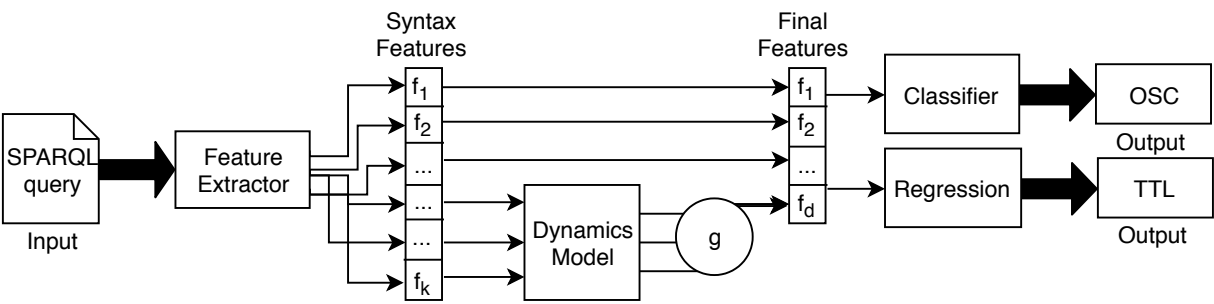 SPARQL
query
Input
Feature
Extractor
Syntax
Features
f1
f2
...
...
...
fk
Dynamics
Model
g
Final
Features
f1
f2
...
fd
Classifier
OSC
Output
Regression
TTL
Output